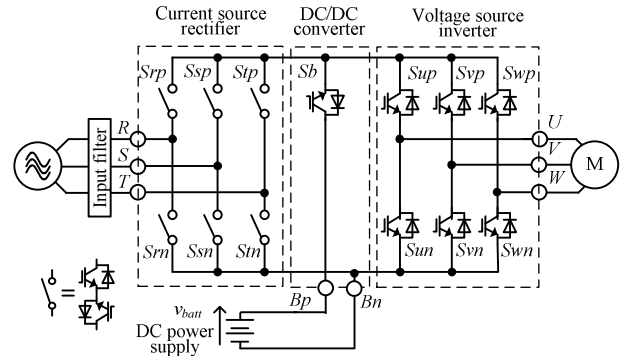 Current source
rectifier
DC/DC
converter
Voltage source
inverter
Srp Ssp Stp Sb Sup Svp Swp
Input filter
R
S
T
U
V
W
M
Srn Ssn Stn Sun Svn Swn
=
Bp Bn
vbatt
DC power
supply